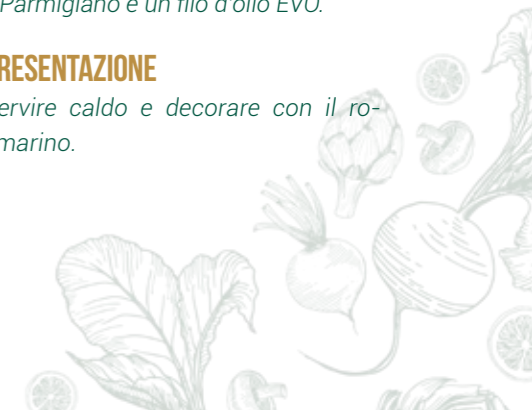 Parmigiano e un filo d'olio EVO.
RESENTAZIONE
ervire caldo e decorare con il ro-
marino.